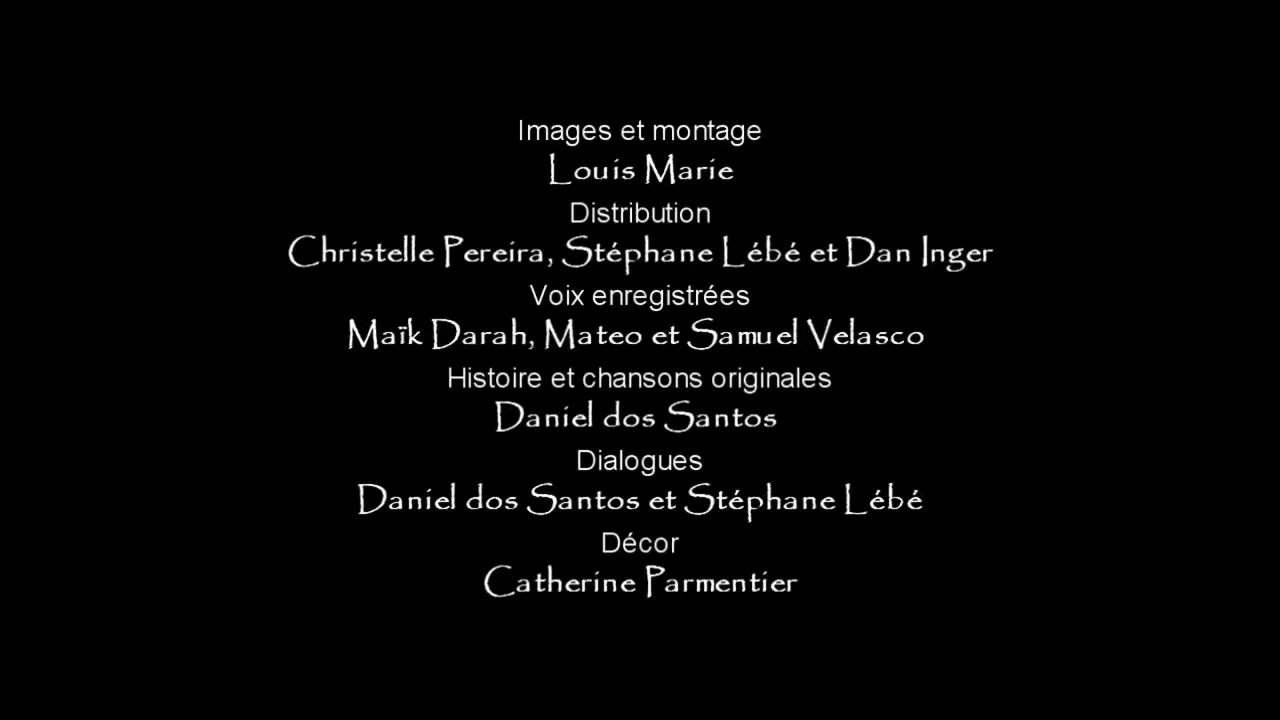 Images et montage
Louis Marie
Distribution
Christelle Pereira, Stéphane Lébé et Dan Inger
Voix enregistrées
Maïk Darah, Mateo et Samuel Velasco
Histoire et chansons originales
Daniel dos Santos
Dialogues
Daniel dos Santos et Stéphane Lébé
Décor
Catherine Parmentier